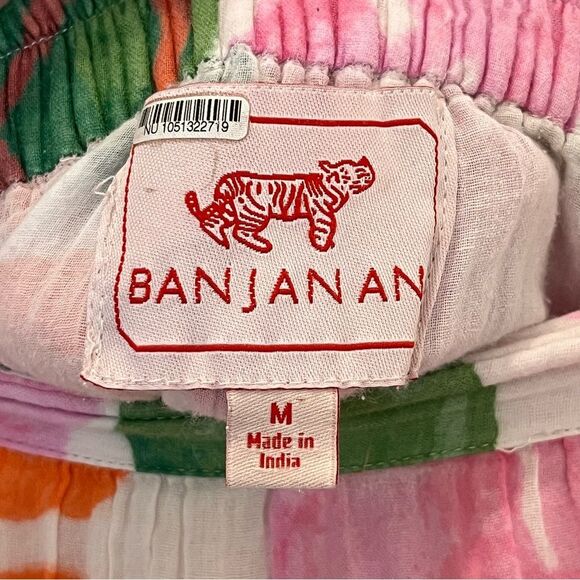 NU 1051322719
BANJANAN
M
Made in
India